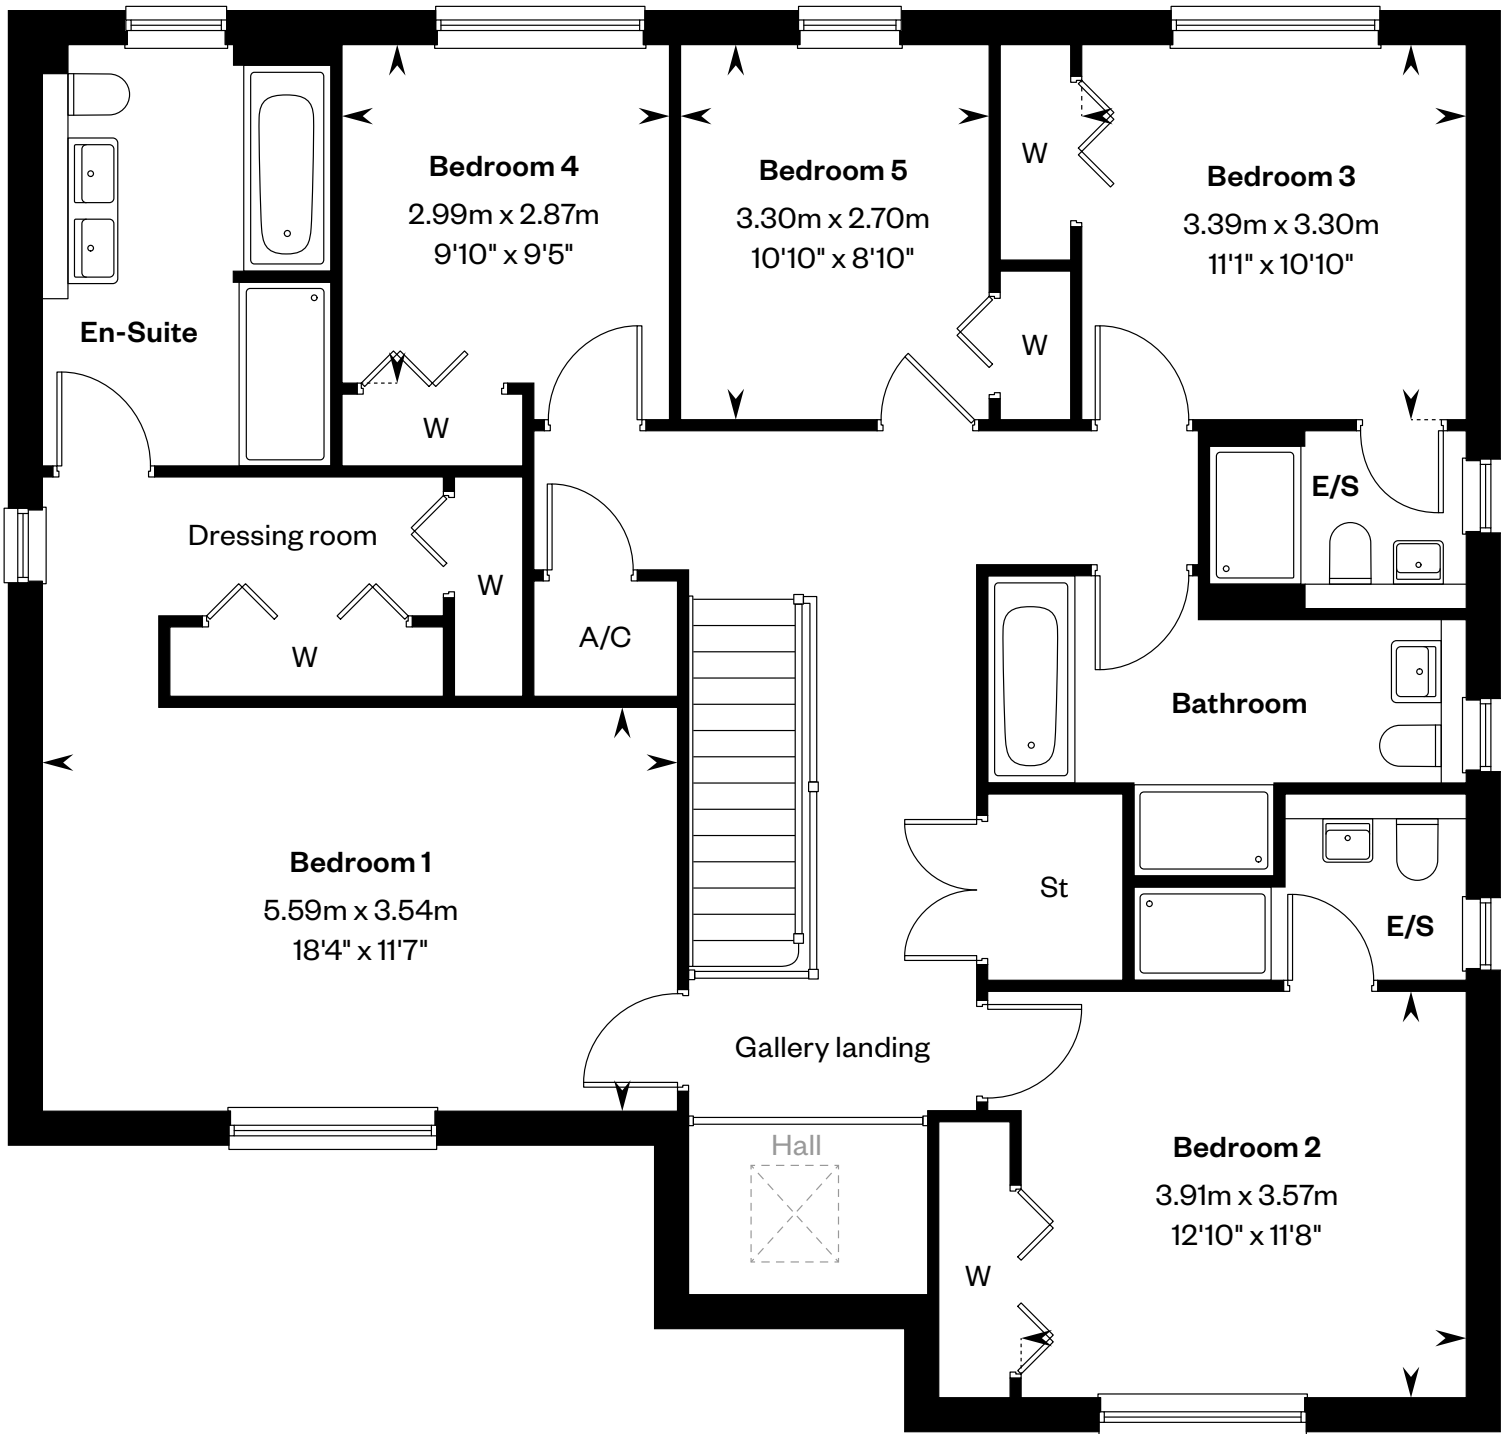 Bedroom 4
2.99m x 2.87m
9'10" x 9'5"
Bedroom 5
3.30m x 2.70m
10'10" x 8'10"
W
Bedroom 3
3.39m x 3.30m
11'1" x 10'10"
En-Suite
W
W
E/S
Dressing room
W
W
A/C
Bathroom
Bedroom 1
5.59m x 3.54m
18'4" x 11'7"
St
E/S
Gallery landing
Hall
Bedroom 2
3.91m x 3.57m
12'10" x 11'8"
W